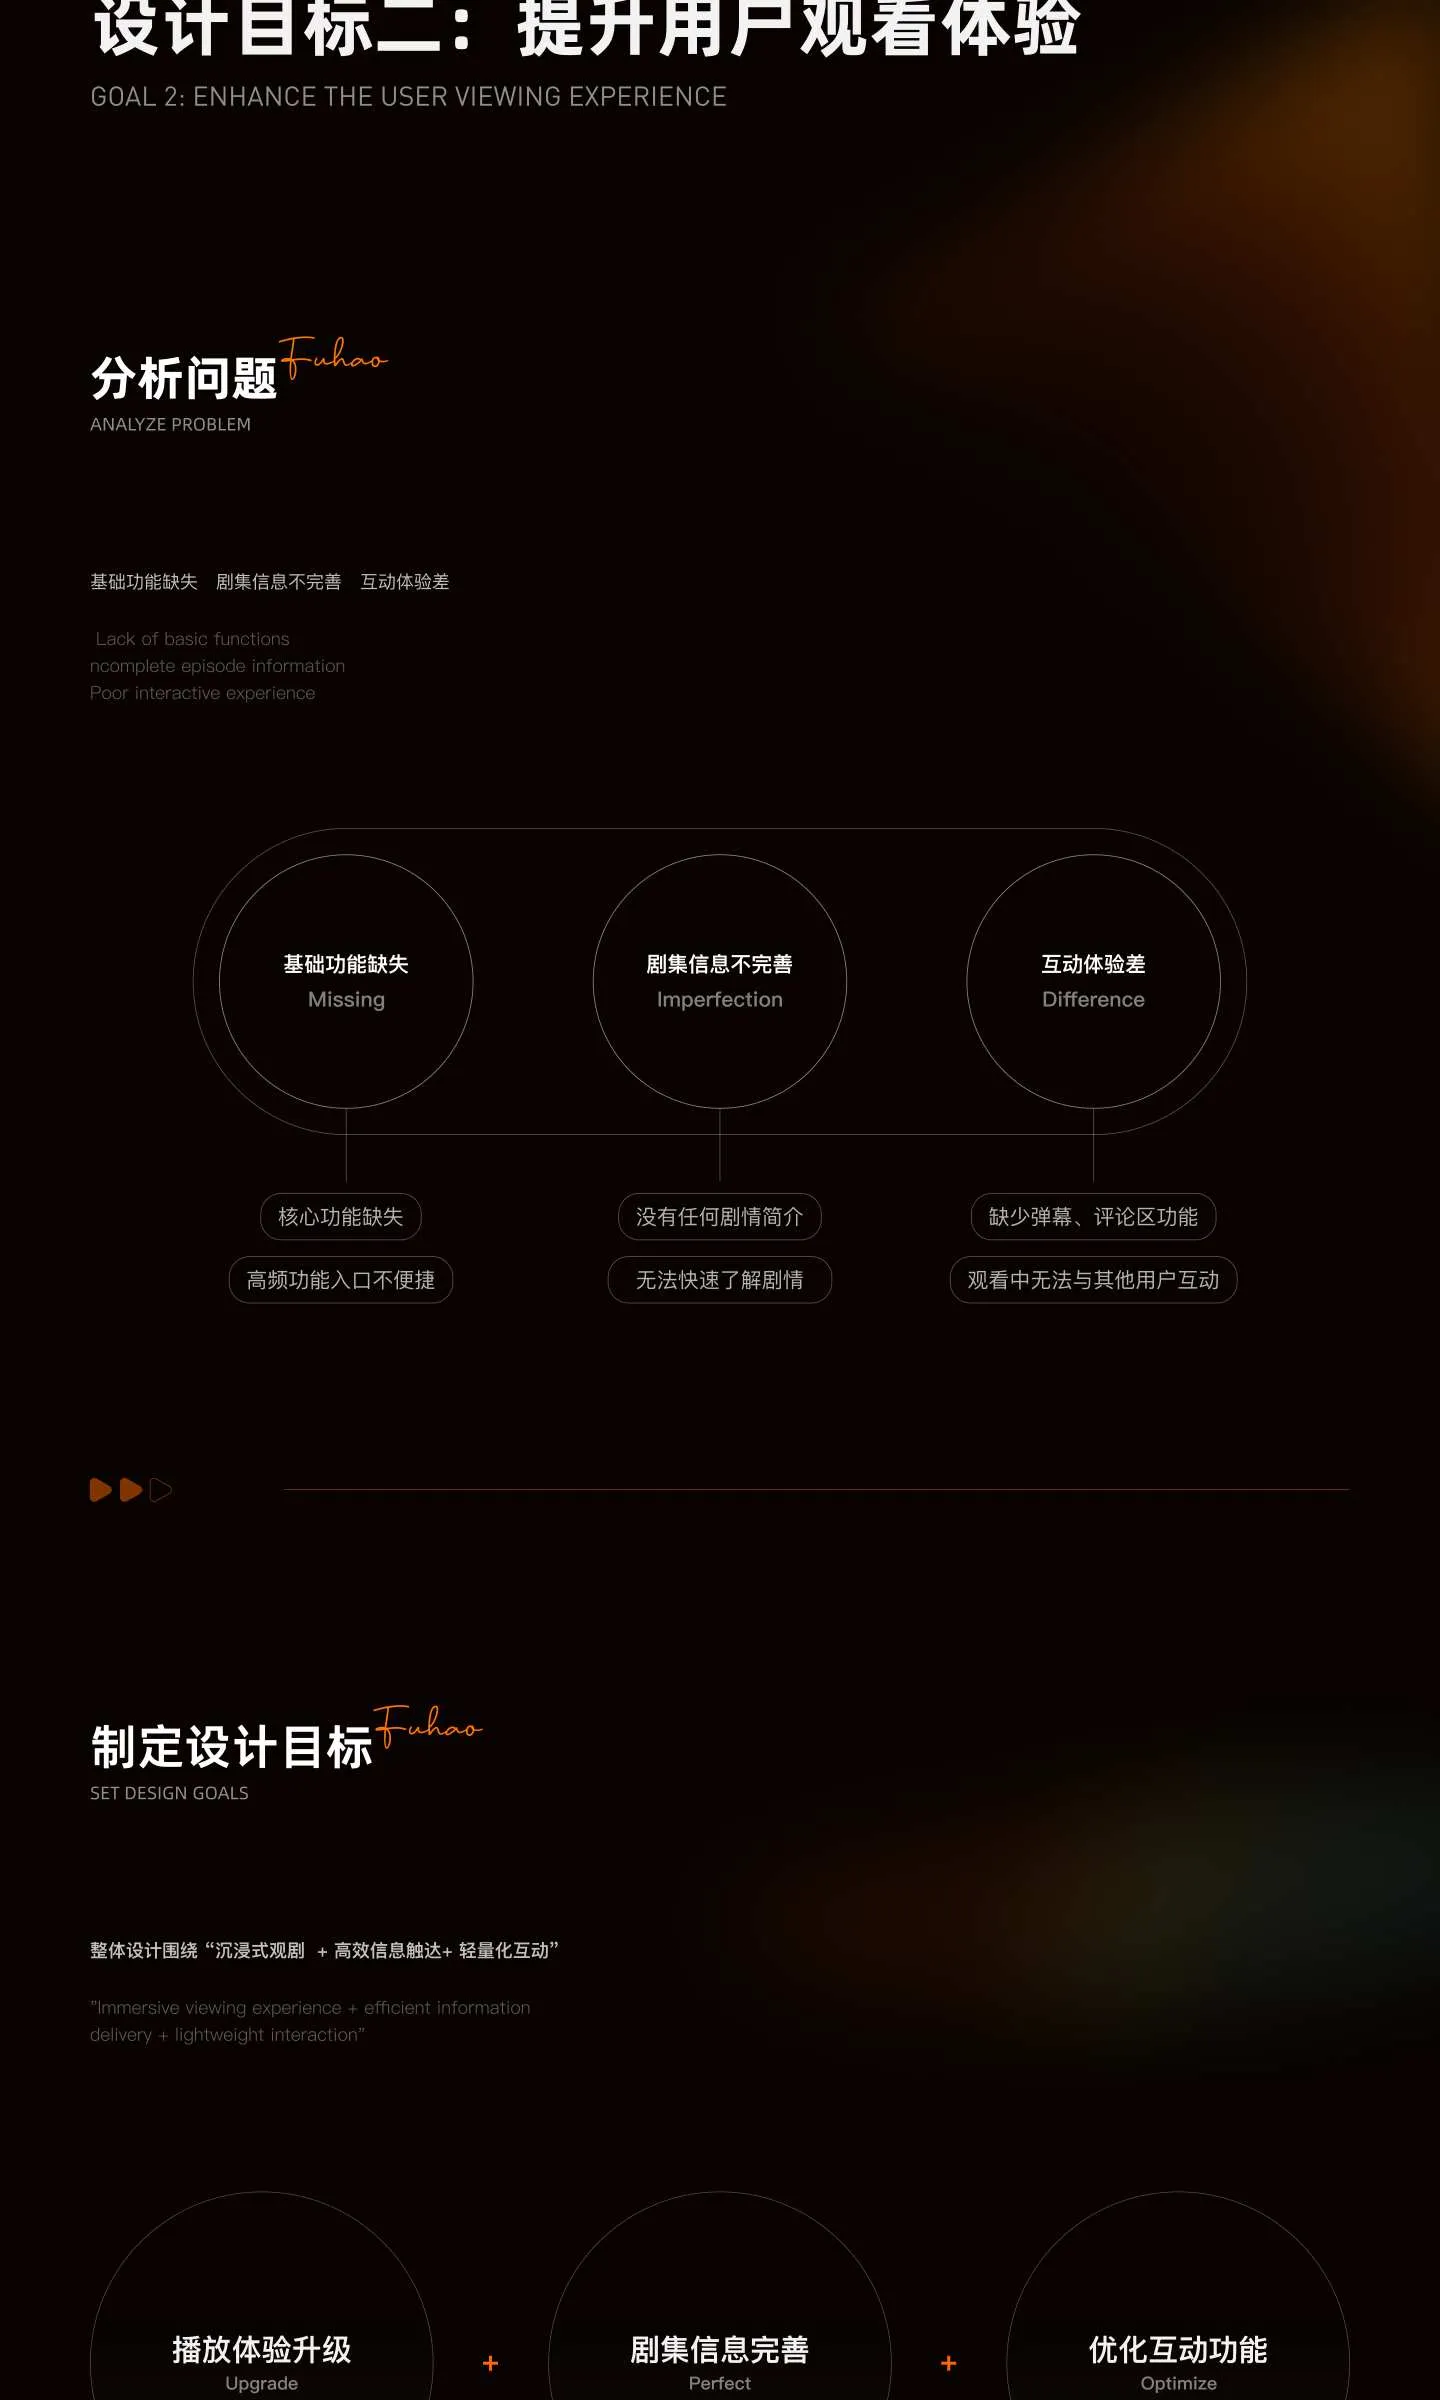 设计目标二：提升用户观看体验
GOAL 2: ENHANCE THE USER VIEWING EXPERIENCE
分析问题
Fuhao
ANALYZE PROBLEM
基础功能缺失 剧集信息不完善 互动体验差
Lack of basic functions
ncomplete episode information
Poor interactive experience
基础功能缺失
Missing
剧集信息不完善
Imperfection
互动体验差
Difference
核心功能缺失
高频功能入口不便捷
没有任何剧情简介
无法快速了解剧情
缺少弹幕、评论区功能
观看中无法与其他用户互动
制定设计目标
Fuhao
SET DESIGN GOALS
整体设计围绕 “沉浸式观剧 + 高效信息触达+ 轻量化互动”
”Immersive viewing experience + efficient information
delivery + lightweight interaction”
播放体验升级
Upgrade
+
剧集信息完善
Perfect
+
优化互动功能
Optimize